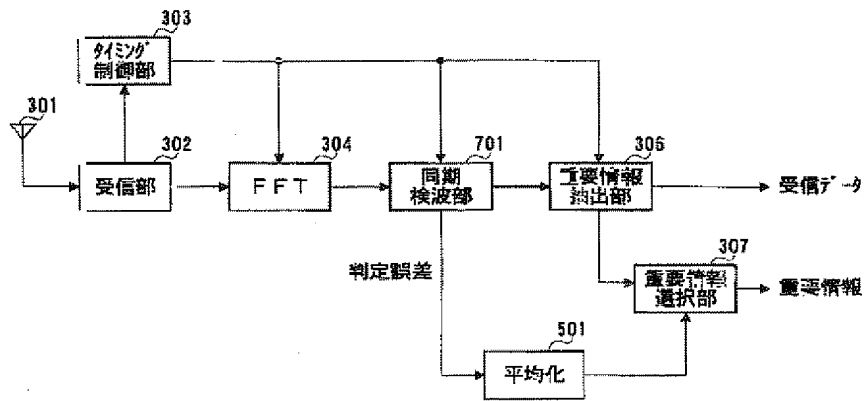 303
タイミング
制御部
301
302
304
701
306
受信部
FFT
同期
検波部
重要情報
抽出部
受信データ
307
判定誤差
重要情報
選択部
重要情報
501
平均化